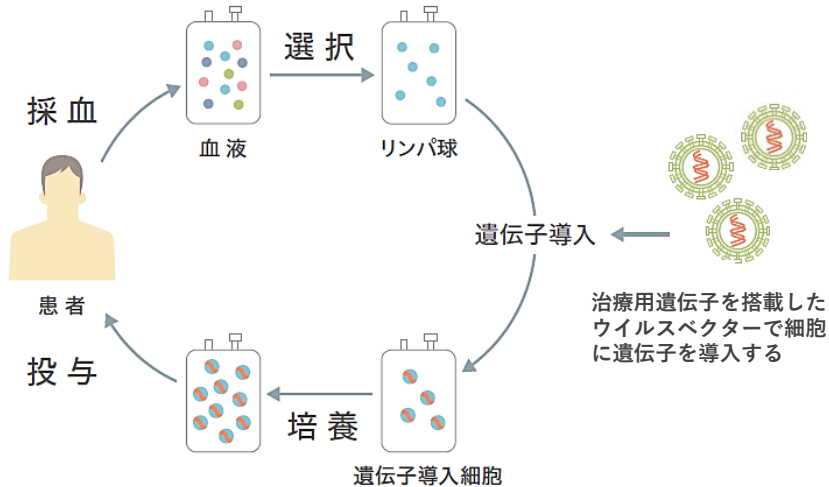 採血
血液
選択
リンパ球
遺伝子導入
治療用遺伝子を搭載した
ウイルスベクターで細胞
に遺伝子を導入する
患者
投与
培養
遺伝子導入細胞